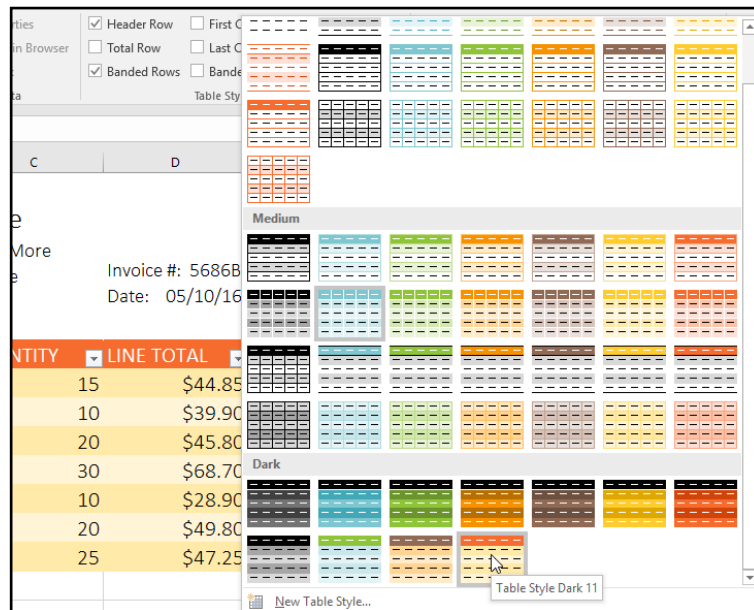 rties
Header Row
First C
in Browser
Total Row
Last C
Banded Rows
Bande
ta
Table Sty
C
D
e
More
e
Invoice #: 5686B
Date: 05/10/16
NTITY
LINE TOTAL
15
$44.85
10
$39.90
20
$45.80
30
$68.70
10
$28.90
20
$49.80
25
$47.25
Medium
Dark
Table Style Dark 11
New Table Style...